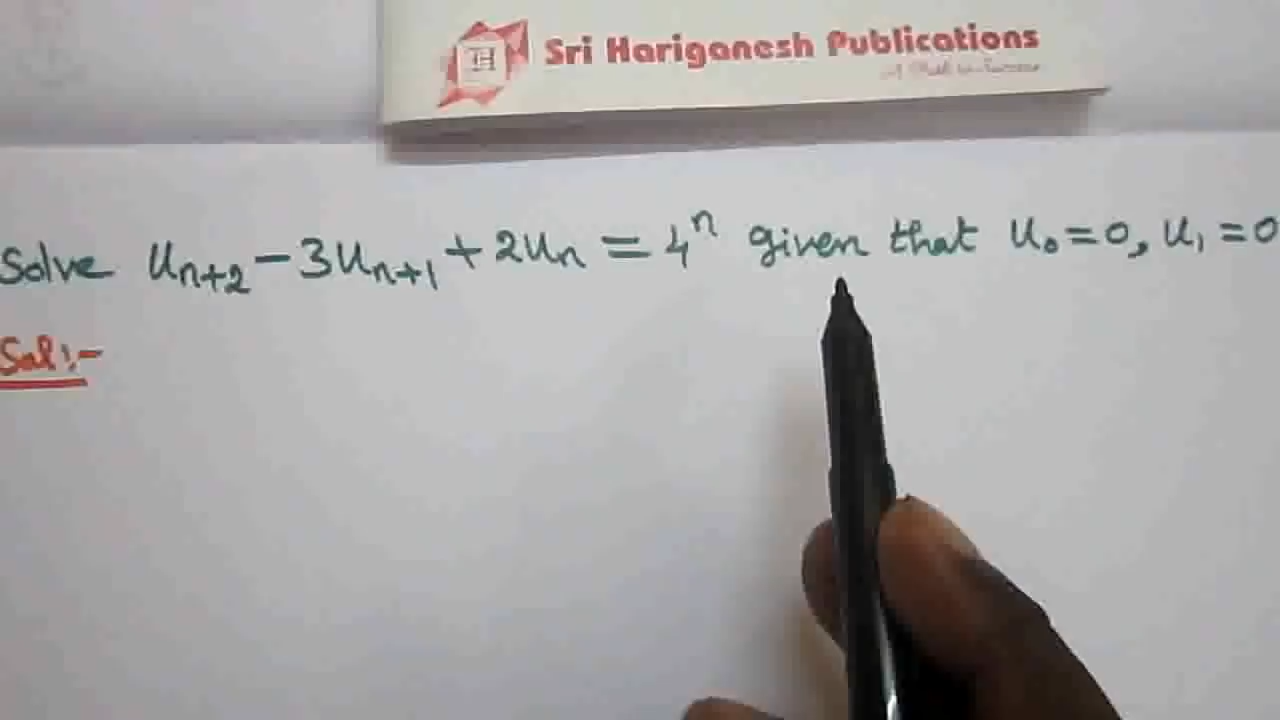 H
Sri Hariganesh Publications
Solve uₙ₊₂ - 3uₙ₊₁ + 2uₙ = 4ⁿ given that u₀ = 0, u₁ = 0
Sol:-